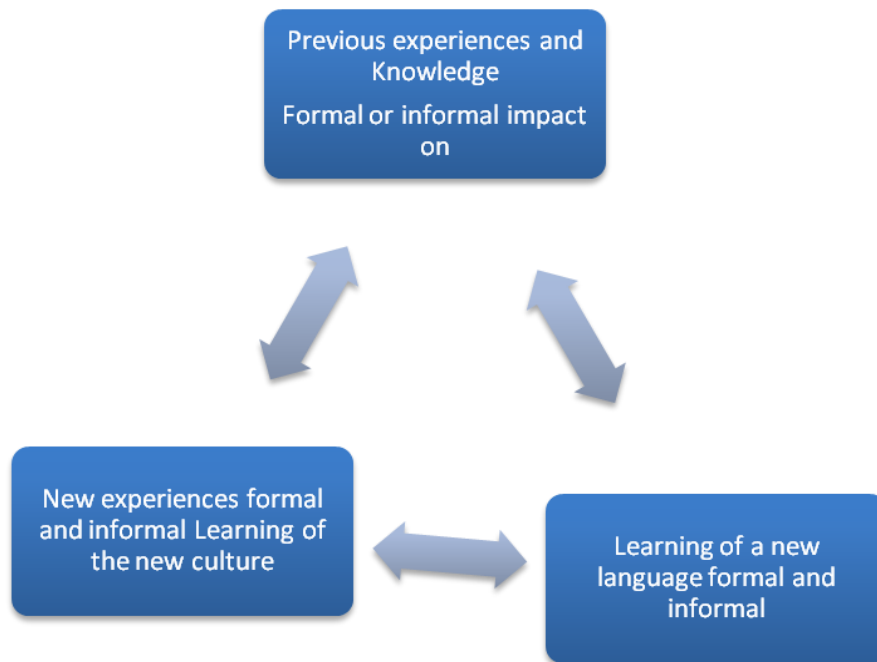 Previous experiences and
Knowledge
Formal or informal impact
on
New experiences formal
and informal Learning of
the new culture
Learning of a new
language formal and
informal